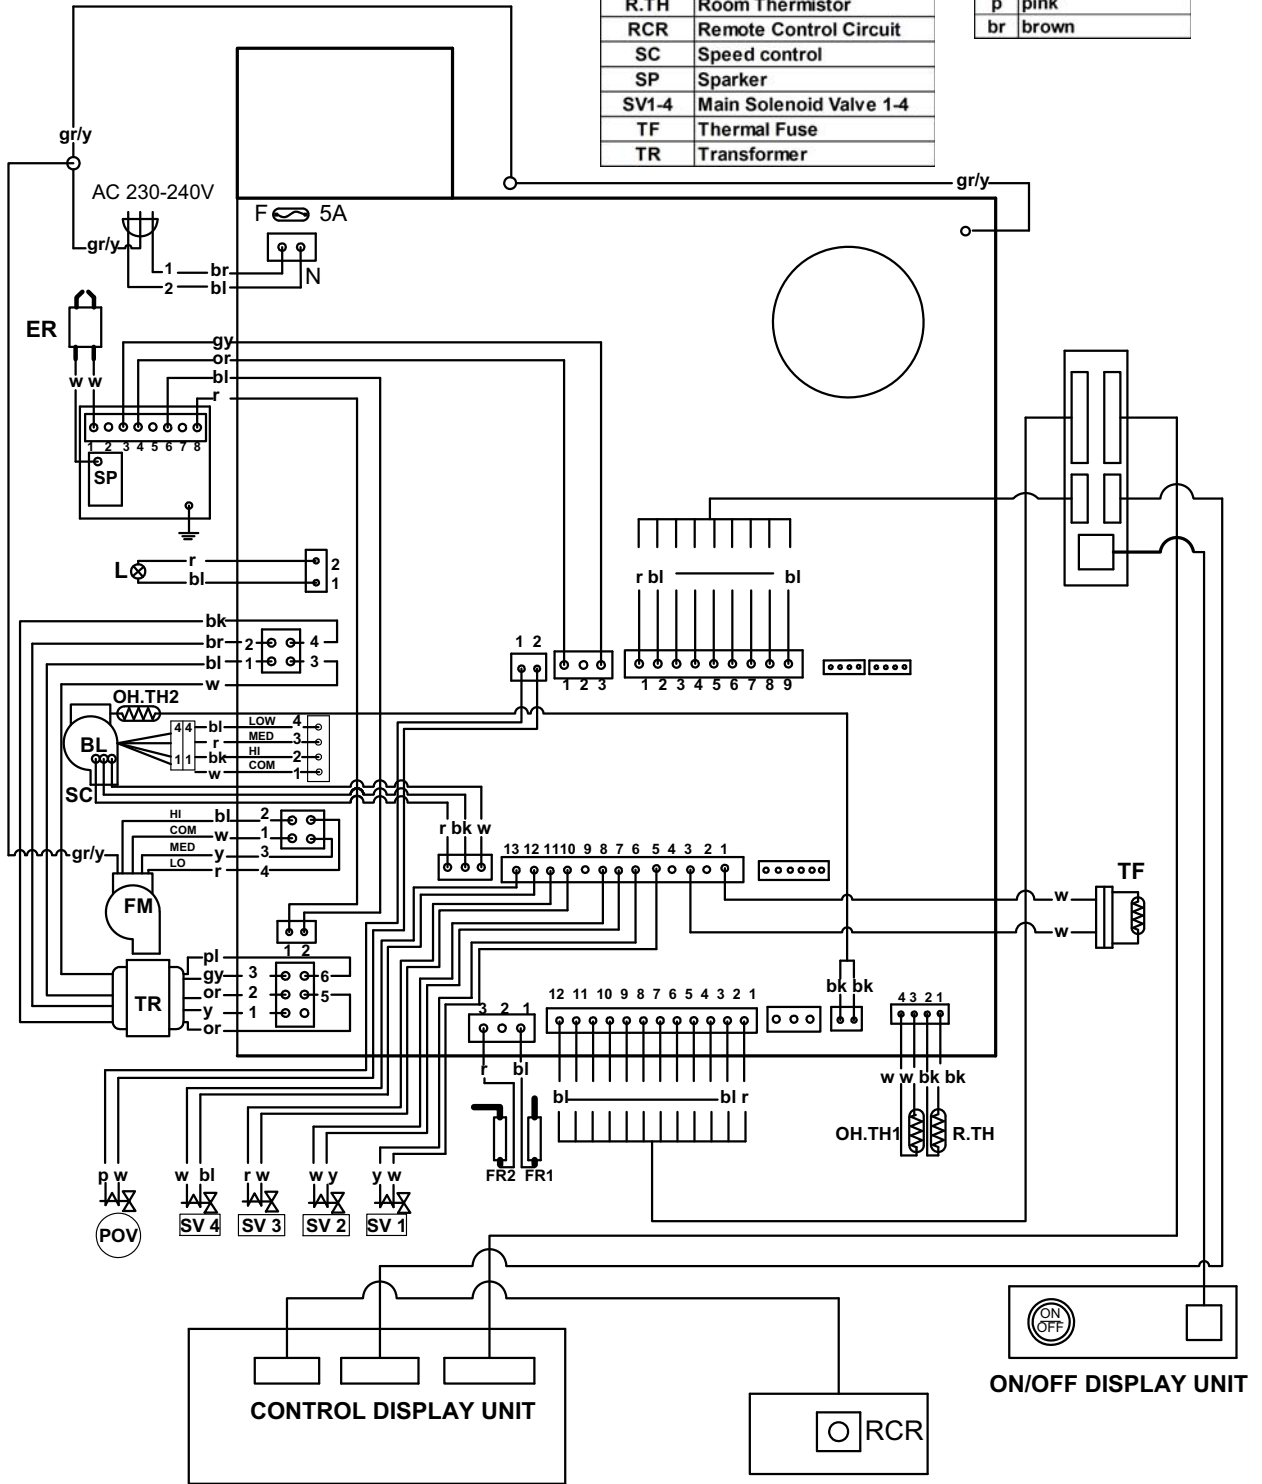 R.TH Room Thermistor
RCR Remote Control Circuit
SC Speed control
SP Sparker
SV1-4 Main Solenoid Valve 1-4
TF Thermal Fuse
TR Transformer
p pink
br brown
gr/y
gr/y
AC 230-240V
F 5A
gr/y
1 br
2 bl
N
ER
gy
or
bl
r
w w
1 2 3 4 5 6 7 8
SP
L
r
bl
2
1
r bl bl
bk
br 2 4
bl 1 3
w
1 2
1 2 3
1 2 3 4 5 6 7 8 9
OH.TH2
BL
SC
4 4 bl LOW 4
r MED 3
1 1 bk HI 2
w COM 1
HI bl 2
COM w 1
MED y 3
LO r 4
gr/y
FM
r bk w
13 12 11 10 9 8 7 6 5 4 3 2 1
TF
w
w
1 2
TR
pl
gy 3 6
or 2 5
y 1
or
bk bk
3 2 1
12 11 10 9 8 7 6 5 4 3 2 1
4 3 2 1
r bl
bl bl r
w w bk bk
OH.TH1
R.TH
FR2 FR1
p w
w bl
r w
w y
y w
POV
SV 4
SV 3
SV 2
SV 1
ON
OFF
ON/OFF DISPLAY UNIT
CONTROL DISPLAY UNIT
RCR